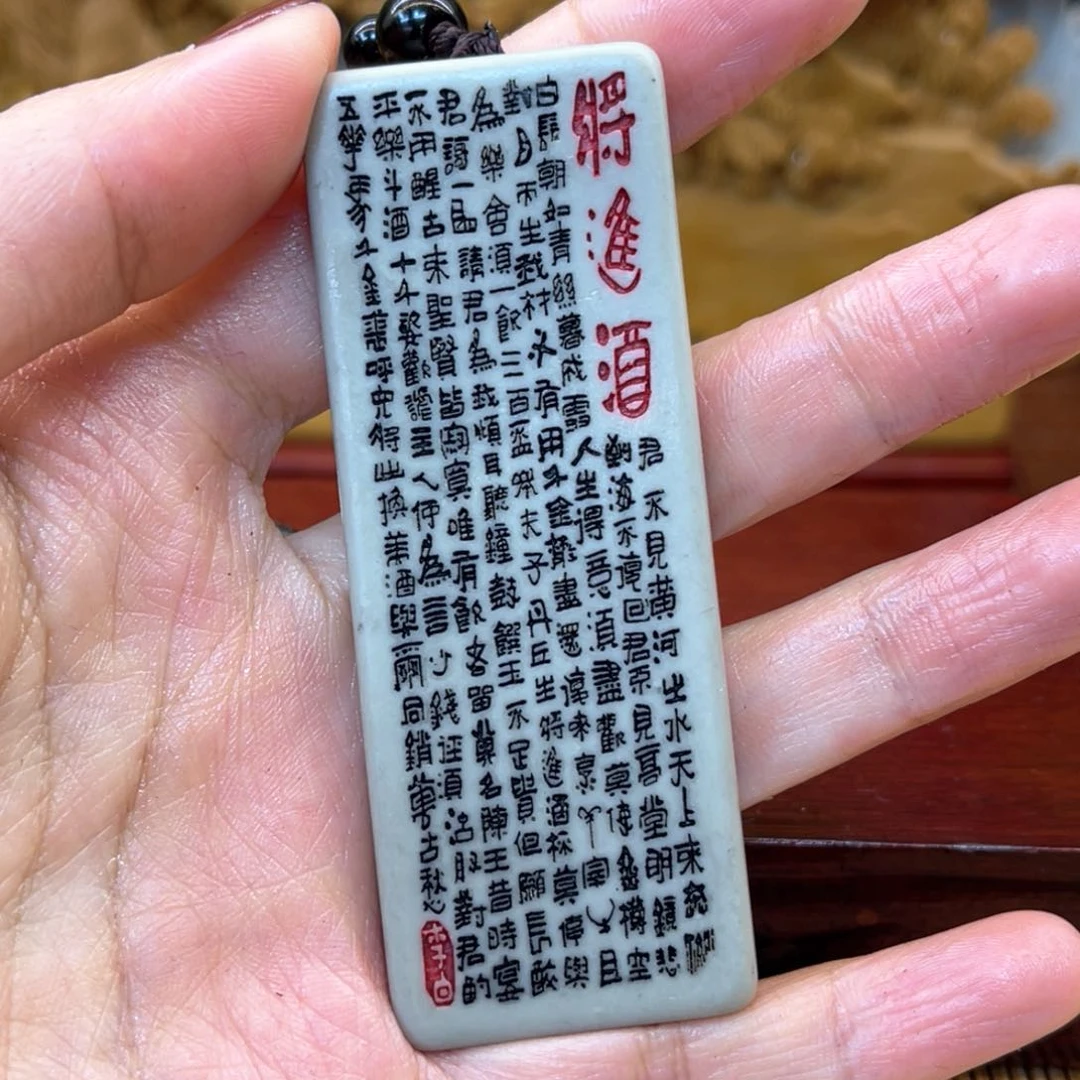 將進酒
君不見黃河之水天上來奔流
到海不復回君不見高堂明鏡悲
白髮朝如青絲暮成雪人生得意須盡歡莫使金樽空
對月天生我材必有用千金散盡還復來烹羊宰牛且
為樂會須一飲三百盃岑夫子丹丘生將進酒杯莫停與
君歌一曲請君為我傾耳聽鐘鼓饌玉不足貴但願長醉
不用醒古來聖賢皆寂寞唯有飲者留其名陳王昔時宴
平樂斗酒十千恣歡謔主人何為言少錢徑須沽取對君酌
五華馬千金裘呼兒將出換美酒與爾同銷萬古愁
李白